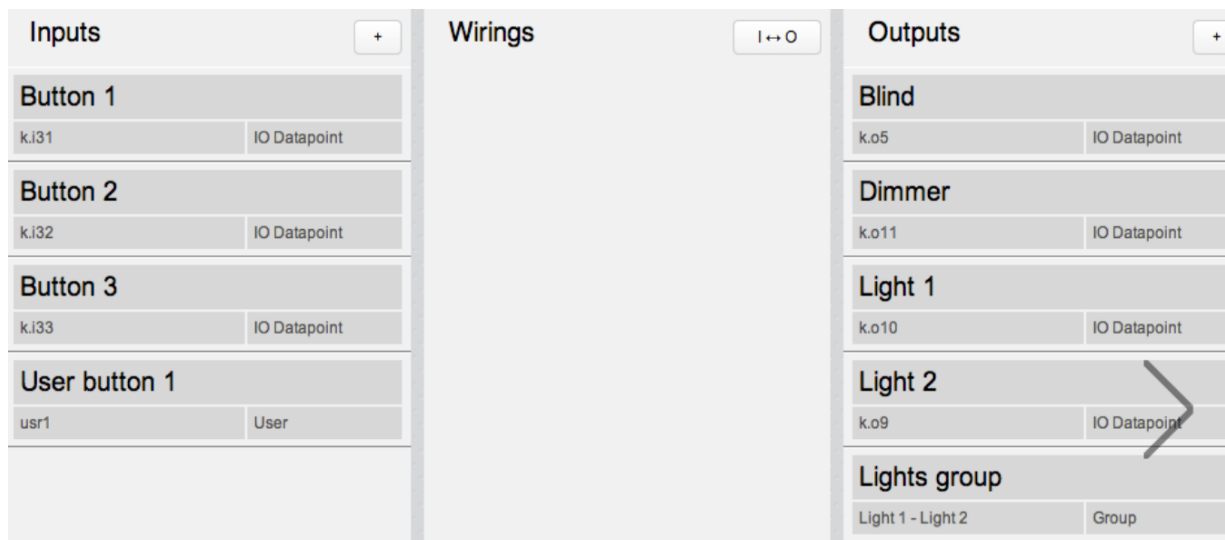 Inputs
+
Button 1
k.i31 IO Datapoint
Button 2
k.i32 IO Datapoint
Button 3
k.i33 IO Datapoint
User button 1
usr1 User
Wirings
I↔O
Outputs
+
Blind
k.o5 IO Datapoint
Dimmer
k.o11 IO Datapoint
Light 1
k.o10 IO Datapoint
Light 2
k.o9 IO Datapoint
Lights group
Light 1 - Light 2 Group